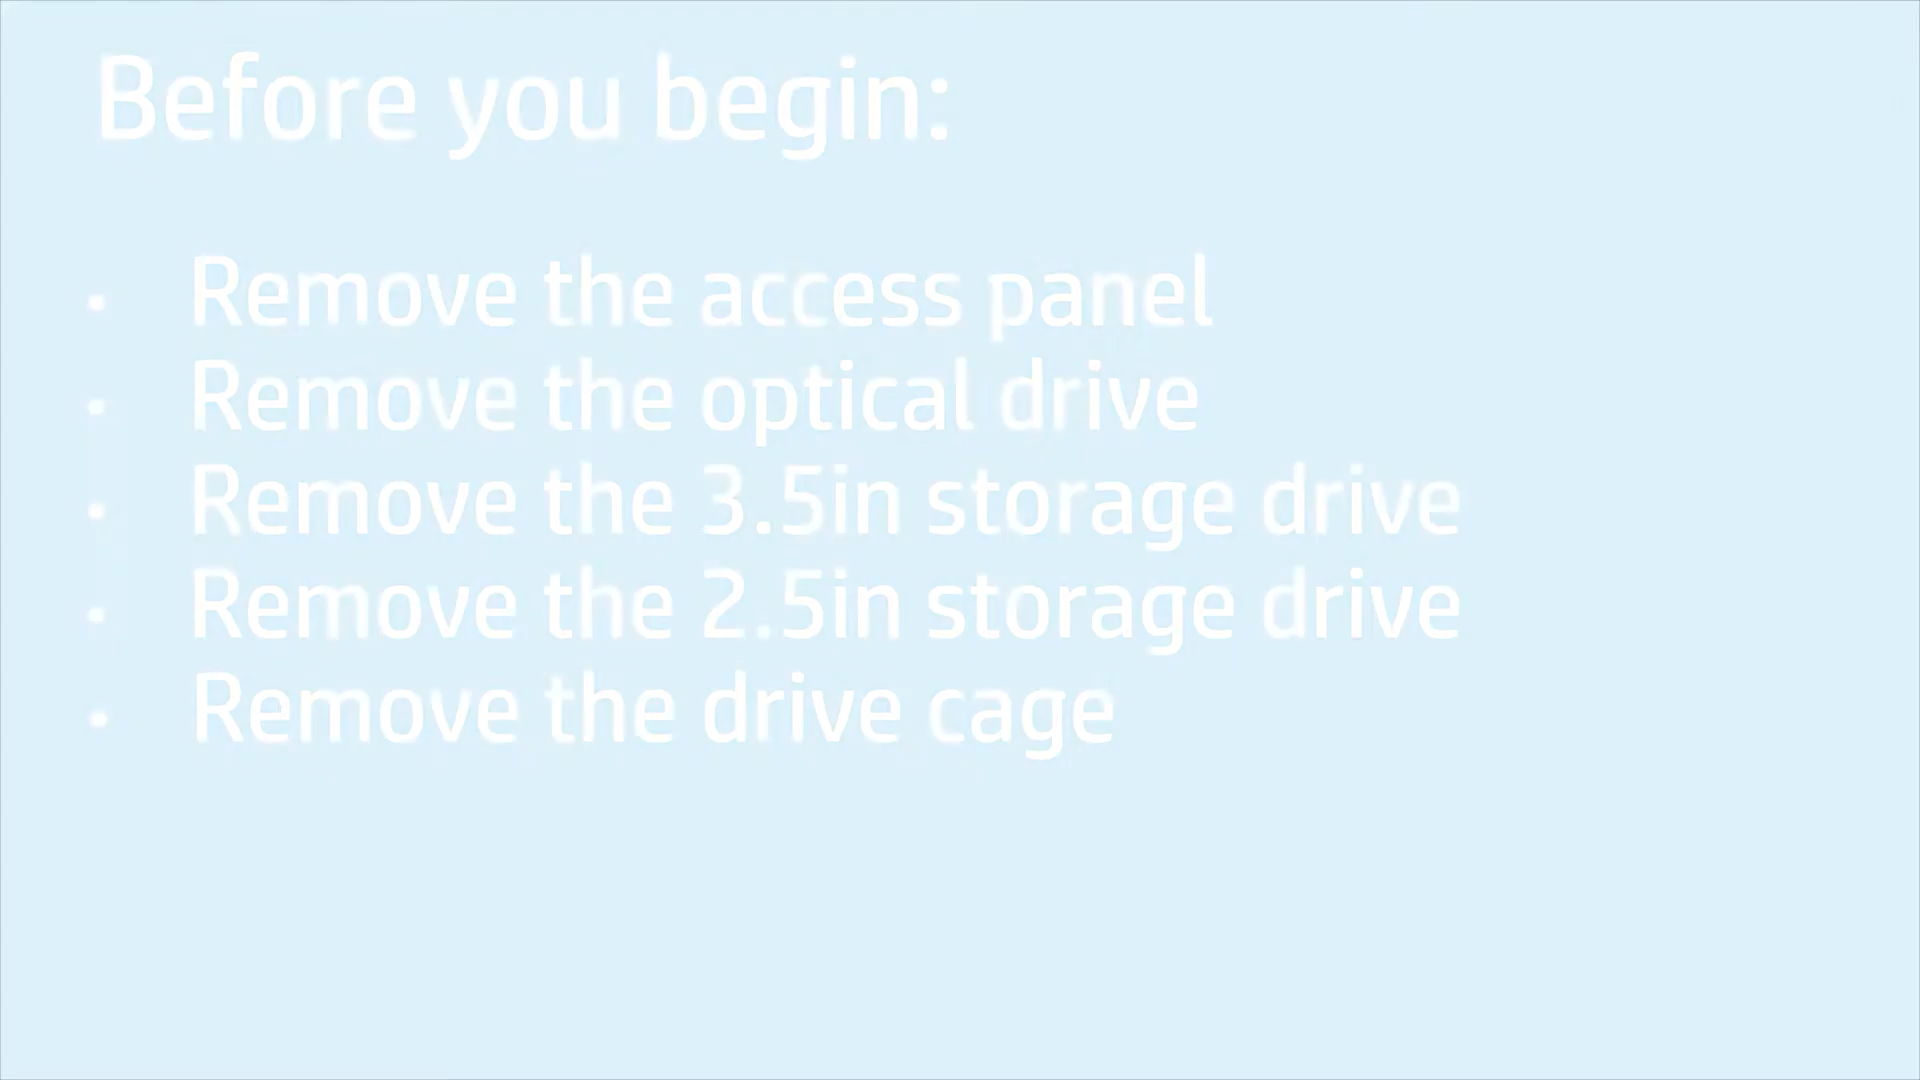 Before you begin:
• Remove the access panel
• Remove the optical drive
• Remove the 3.5in storage drive
• Remove the 2.5in storage drive
• Remove the drive cage